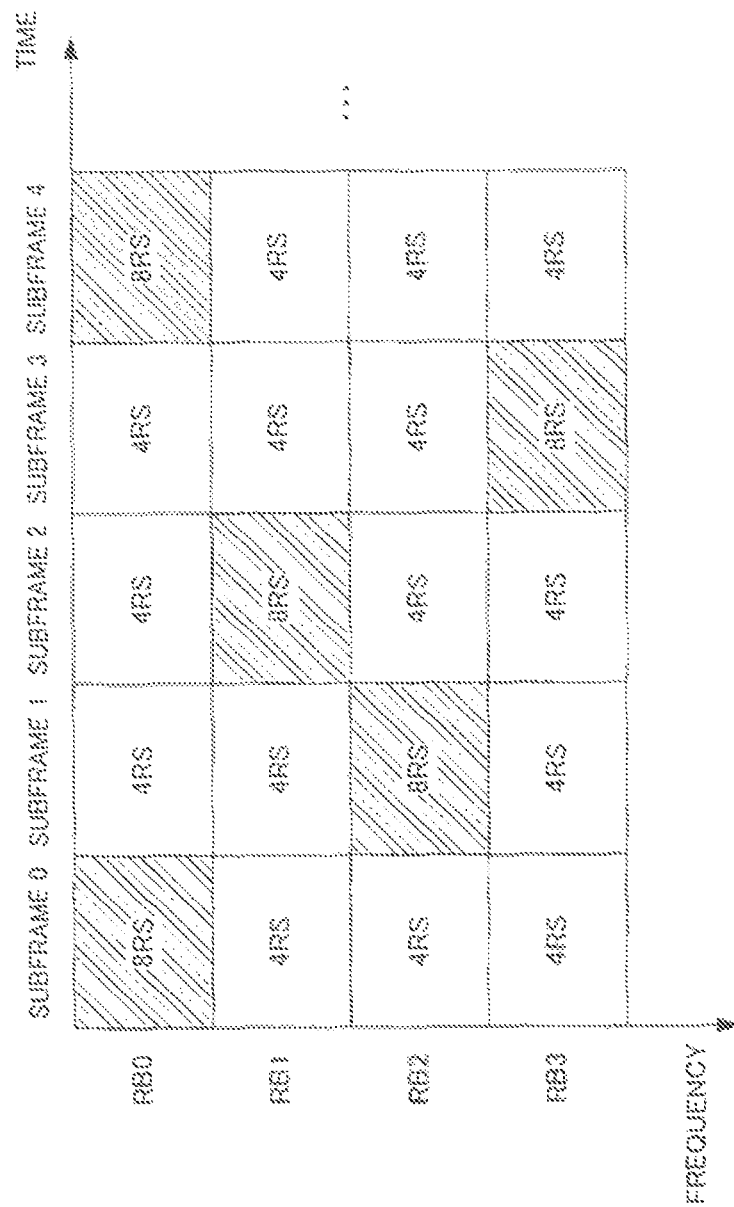 SUBFRAME 0 SUBFRAME 1 SUBFRAME 2 SUBFRAME 3 SUBFRAME 4 TIME
RB0 8RS 4RS 4RS 4RS 8RS
RB1 4RS 4RS 8RS 4RS 4RS
...
RB2 4RS 8RS 4RS 4RS 4RS
RB3 4RS 4RS 4RS 8RS 4RS
FREQUENCY